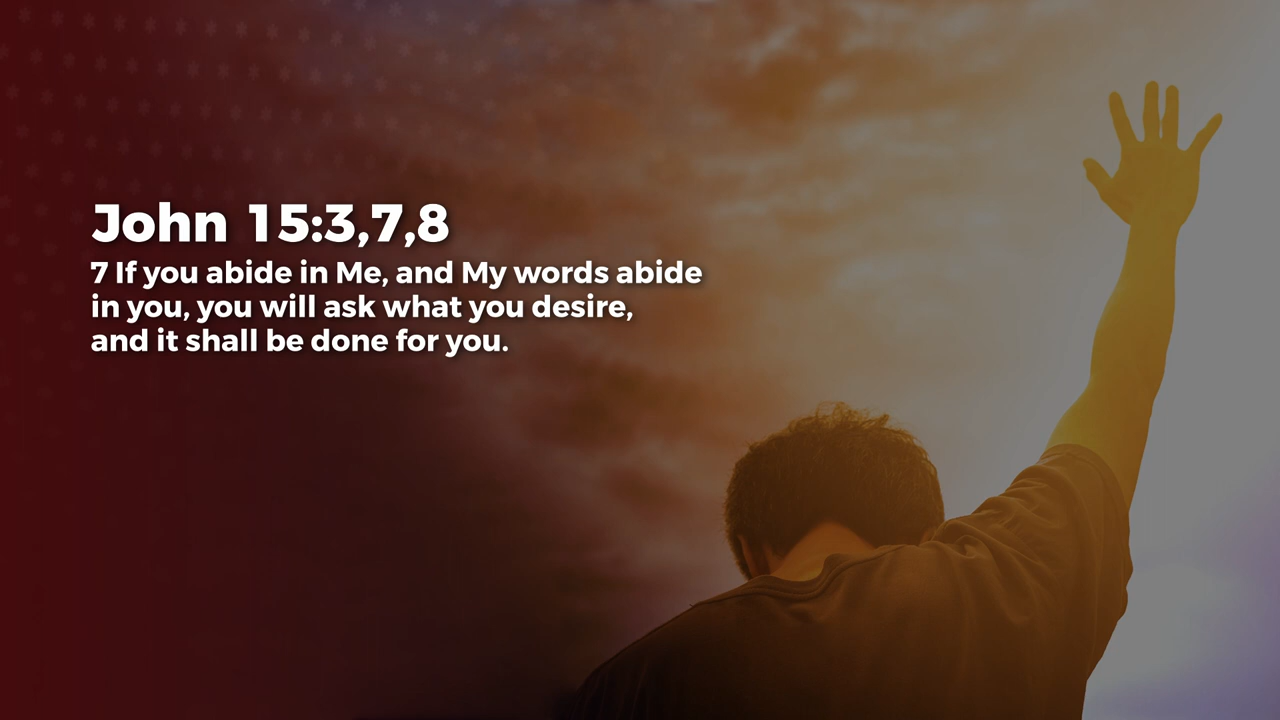 John 15:3,7,8
7 If you abide in Me, and My words abide
in you, you will ask what you desire,
and it shall be done for you.